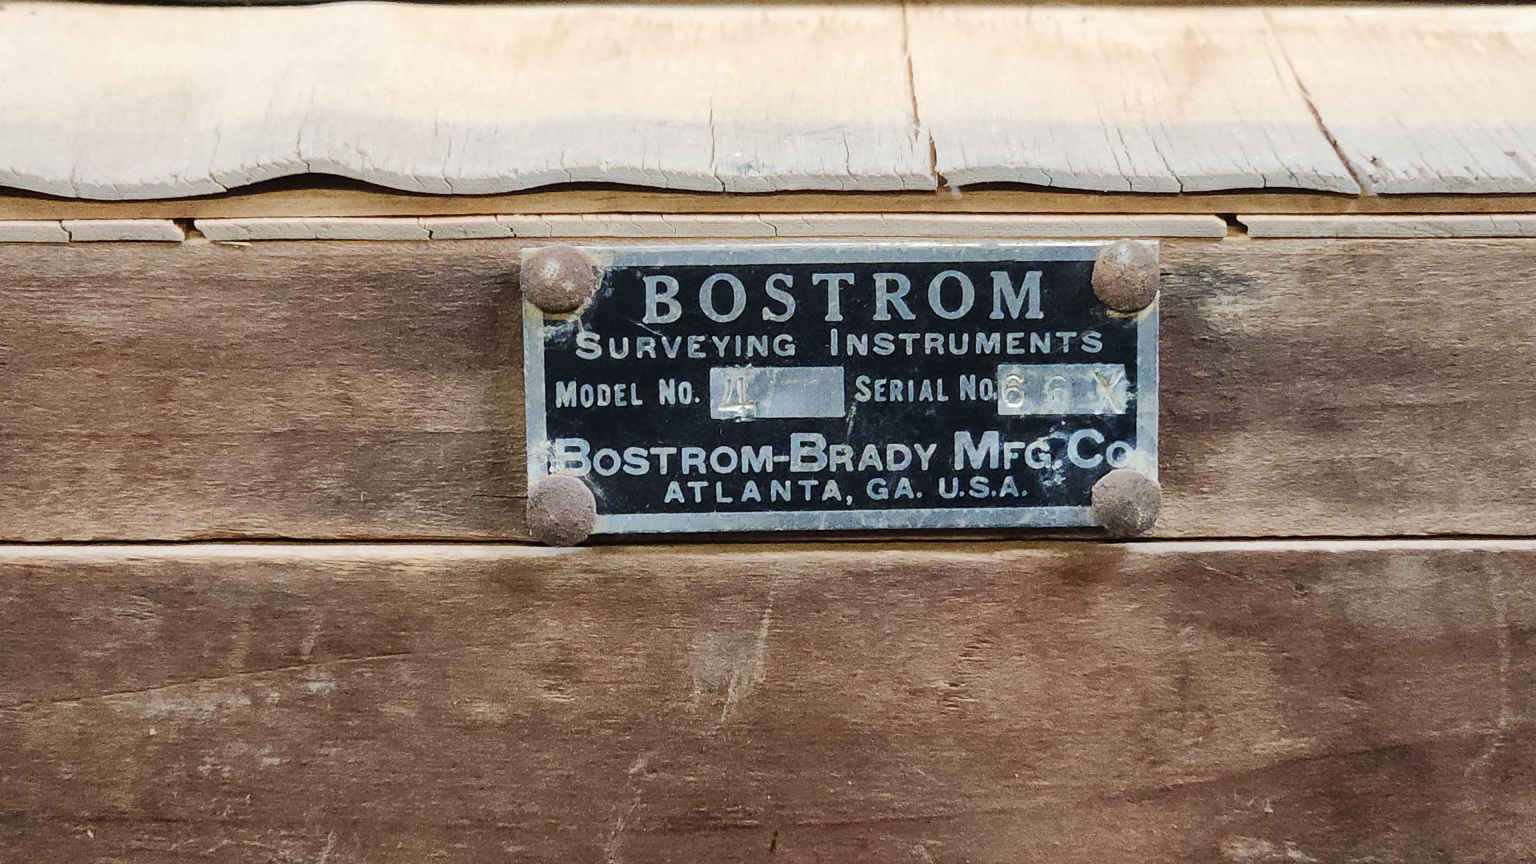 BOSTROM
SURVEYING INSTRUMENTS
MODEL NO. 4 SERIAL NO.
BOSTROM-BRADY MFG. CO
ATLANTA, GA. U.S.A.